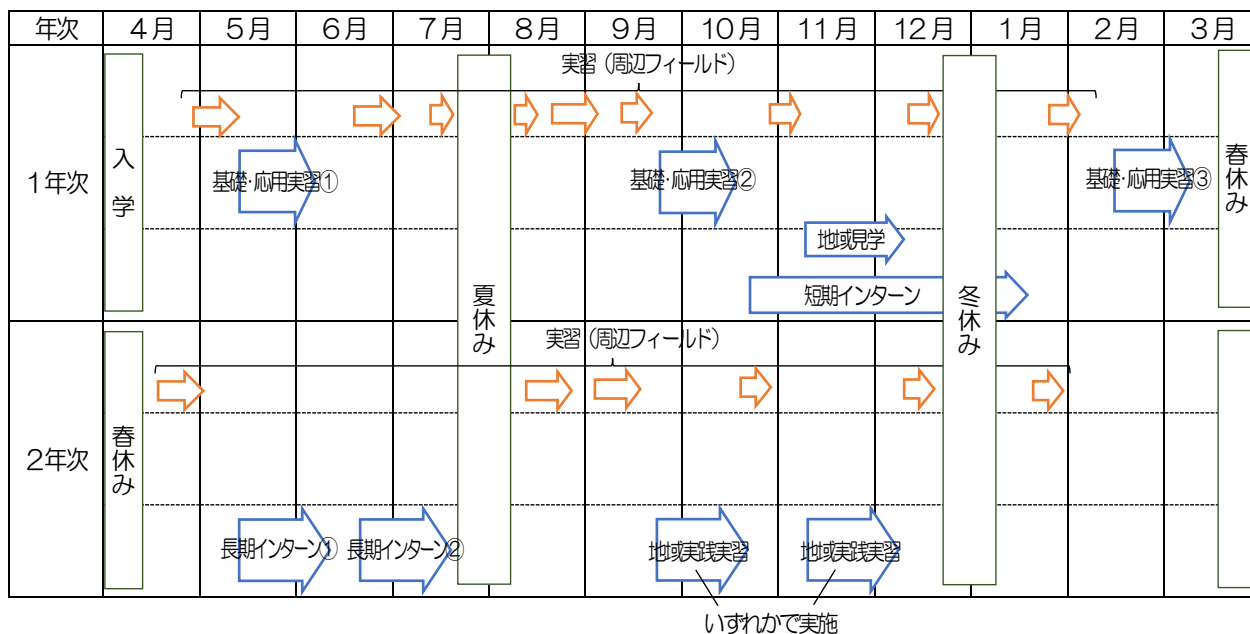 年次 4月 5月 6月 7月 8月 9月 10月 11月 12月 1月 2月 3月
実習（周辺フィールド）
1年次
入学
基礎・応用実習①
基礎・応用実習②
基礎・応用実習③
春休み
地域見学
短期インターン
夏休み
冬休み
実習（周辺フィールド）
2年次
春休み
長期インターン①
長期インターン②
地域実践実習
地域実践実習
いずれかで実施